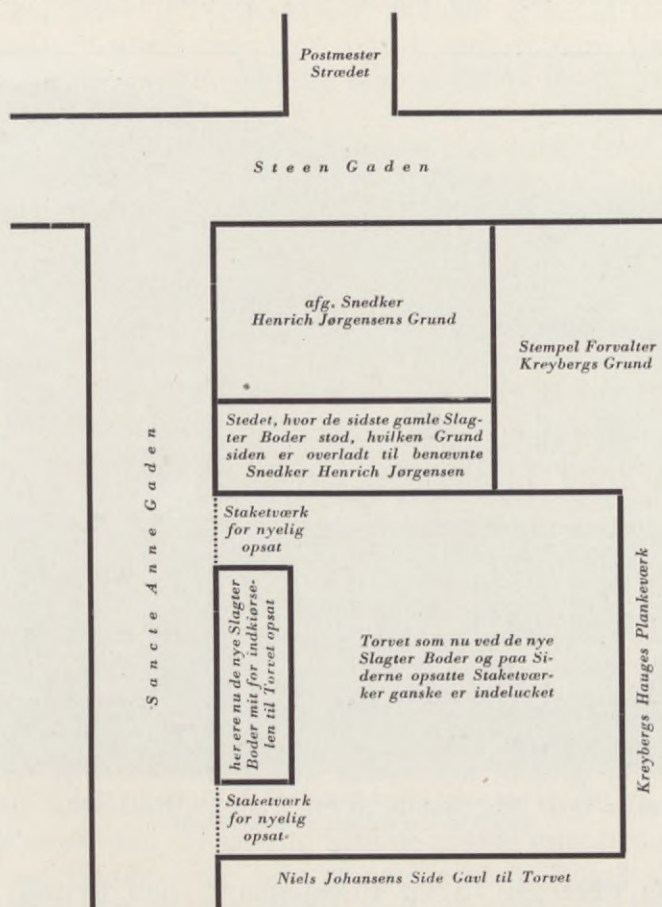 Postmester
Strædet
Steen Gaden
afg. Snedker
Henrich Jørgensens Grund
Stempel Forvalter
Kreybergs Grund
Stedet, hvor de sidste gamle Slag-
ter Boder stod, hvilken Grund
siden er overladt til benævnte
Snedker Henrich Jørgensen
Sancte Anne Gaden
Staketværk
for nyelig
opsat
her ere nu de nye Slagter
Boder mit for indkiørse-
len til Torvet opsat
Torvet som nu ved de nye
Slagter Boder og paa Si-
derne opsatte Staketvær-
ker ganske er indelucket
Kreybergs Hauges Plankeværk
Staketværk
for nyelig
opsat
Niels Johansens Side Gavl til Torvet